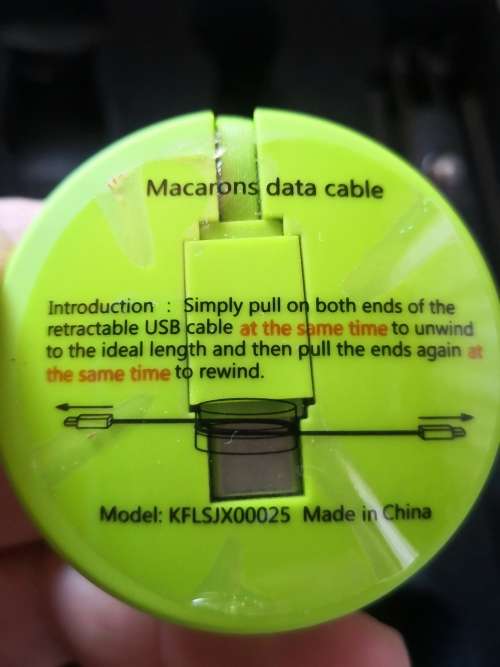 Macarons data cable
Introduction : Simply pull on both ends of the
retractable USB cable at the same time to unwind
to the ideal length and then pull the ends again at
the same time to rewind.
Model: KFLSJX00025 Made in China